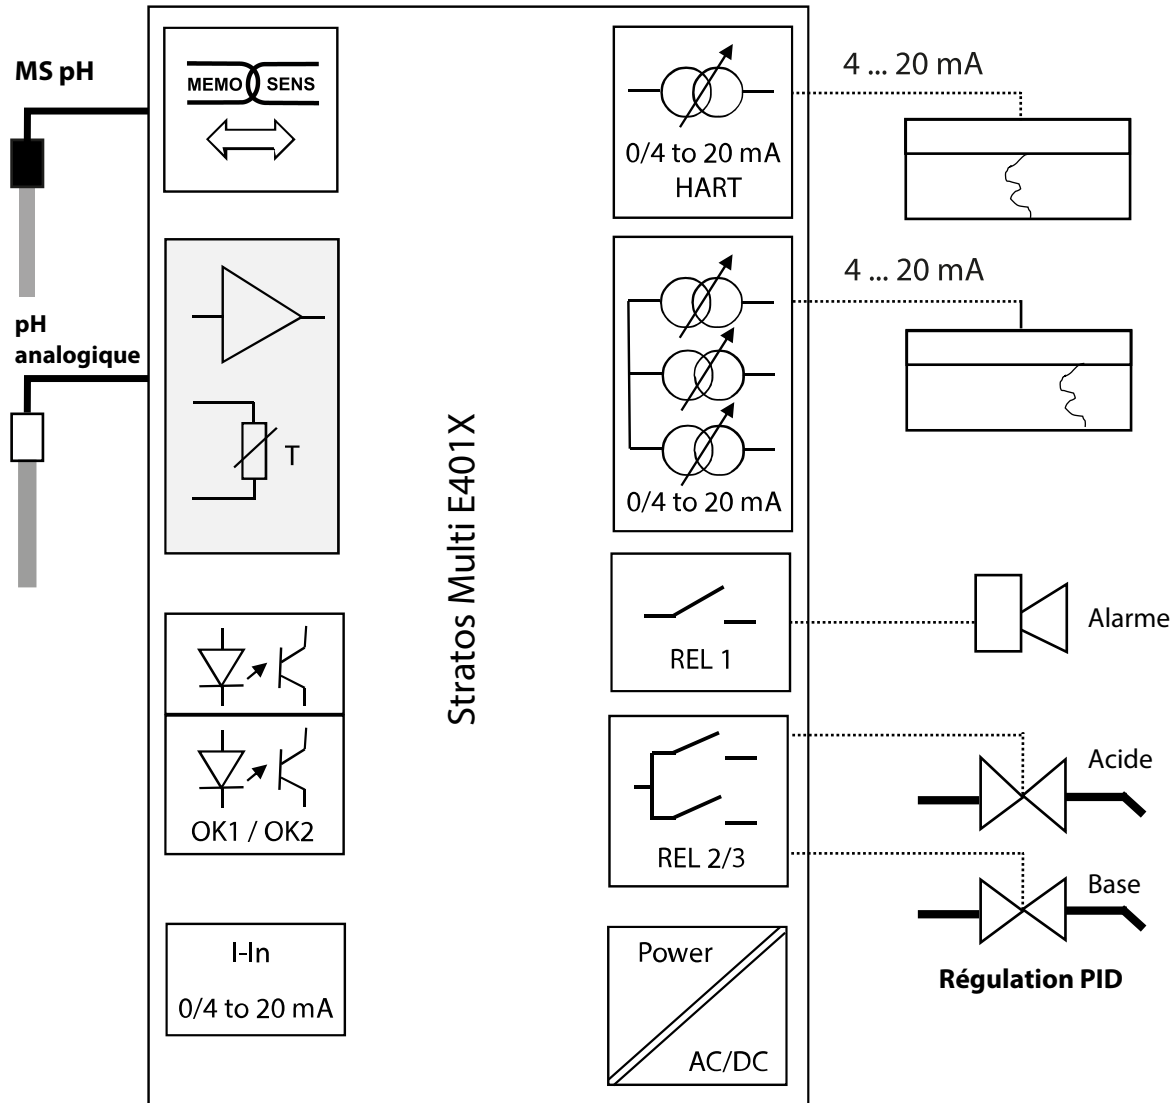 MS pH
MEMO SENS
pH
analogique
T
OK1 / OK2
I-In
0/4 to 20 mA
Stratos Multi E401X
0/4 to 20 mA
HART
0/4 to 20 mA
REL 1
REL 2/3
Power
AC/DC
4 ... 20 mA
4 ... 20 mA
Alarme
Acide
Base
Régulation PID